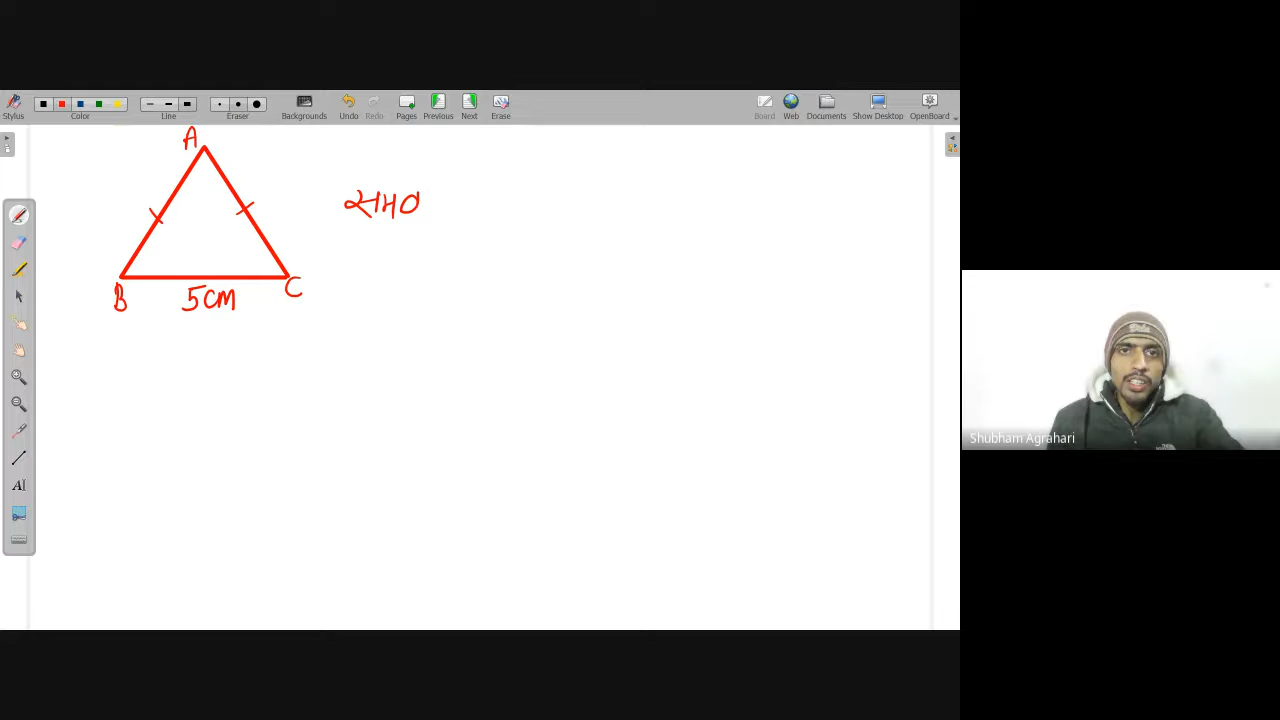 Stylus
Color
Line
Eraser
Backgrounds
Undo
Redo
Pages
Previous
Next
Erase
Board
Web
Documents
Show Desktop
OpenBoard
A
B
C
5cm
Shubham Agrahari